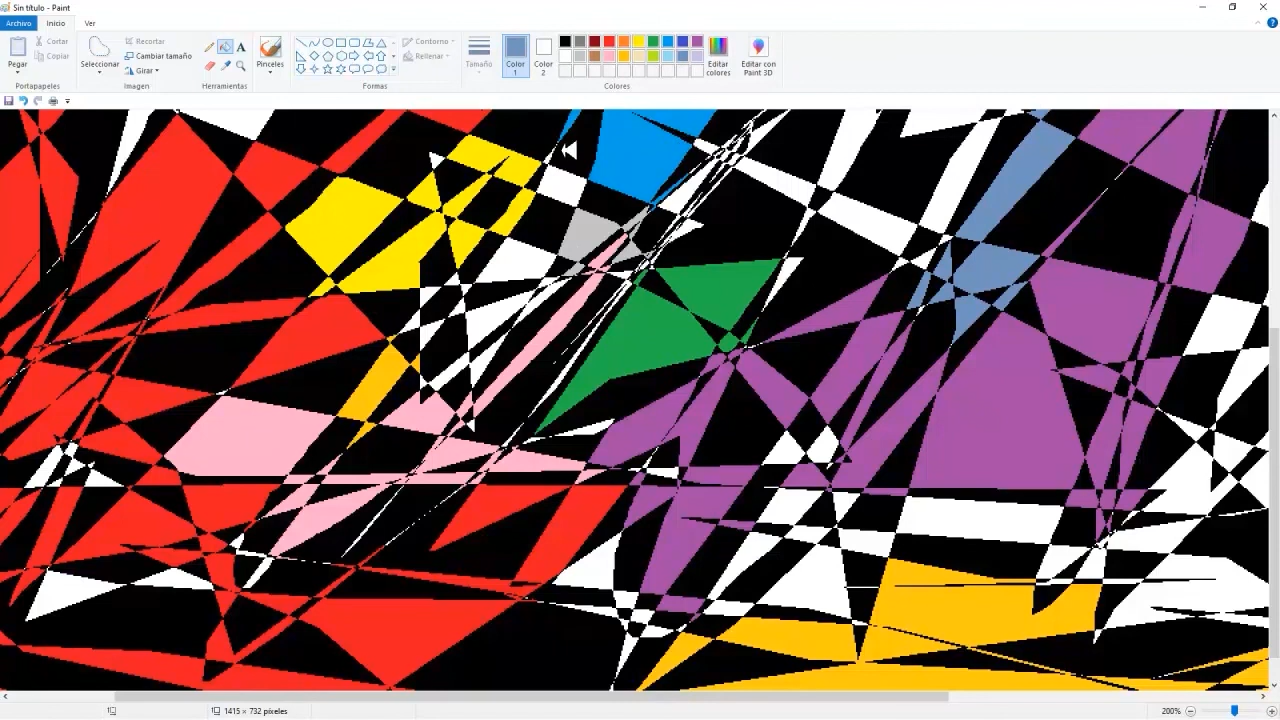 Sin título - Paint
Archivo Inicio Ver
Pegar
Cortar
Copiar
Portapapeles
Seleccionar
Recortar
Cambiar tamaño
Girar
Imagen
A
Herramientas
Pinceles
Contorno
Rellenar
Formas
Tamaño
Color
1
Color
2
Editar
colores
Editar con
Paint 3D
Colores
1415 × 732 píxeles
200%